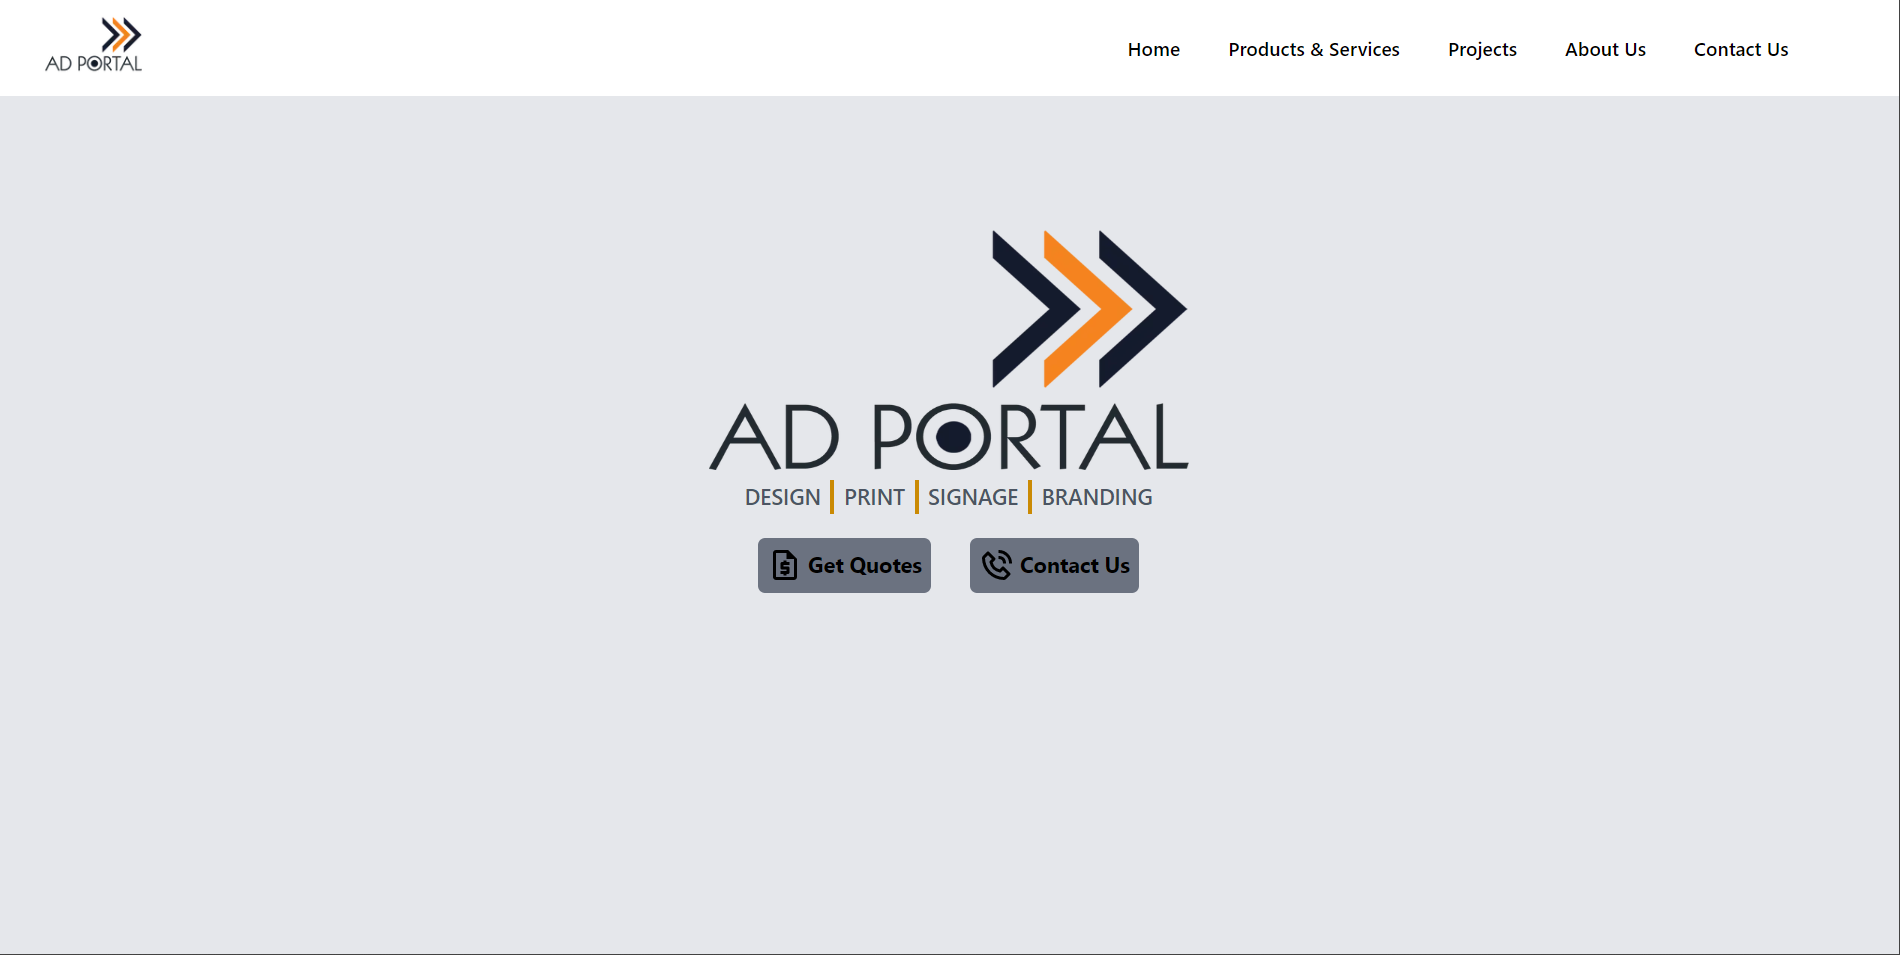 AD PORTAL
Home Products & Services Projects About Us Contact Us
AD PORTAL
DESIGN PRINT SIGNAGE BRANDING
Get Quotes Contact Us